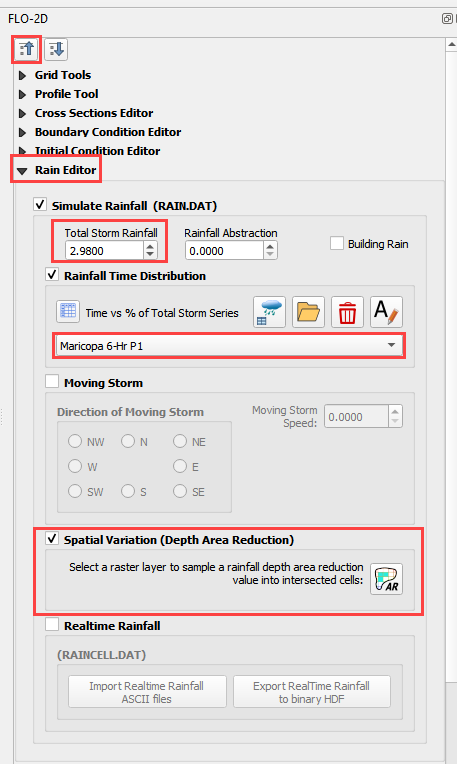 FLO-2D
Grid Tools
Profile Tool
Cross Sections Editor
Boundary Condition Editor
Initial Condition Editor
Rain Editor
Simulate Rainfall (RAIN.DAT)
Total Storm Rainfall
Rainfall Abstraction
2.9800
0.0000
Building Rain
Rainfall Time Distribution
Time vs % of Total Storm Series
A
Maricopa 6-Hr P1
Moving Storm
Direction of Moving Storm
Moving Storm
Speed:
0.0000
NW
N
NE
W
E
SW
S
SE
Spatial Variation (Depth Area Reduction)
Select a raster layer to sample a rainfall depth area reduction
value into intersected cells:
AR
Realtime Rainfall
(RAINCELL.DAT)
Import Realtime Rainfall
ASCII files
Export RealTime Rainfall
to binary HDF